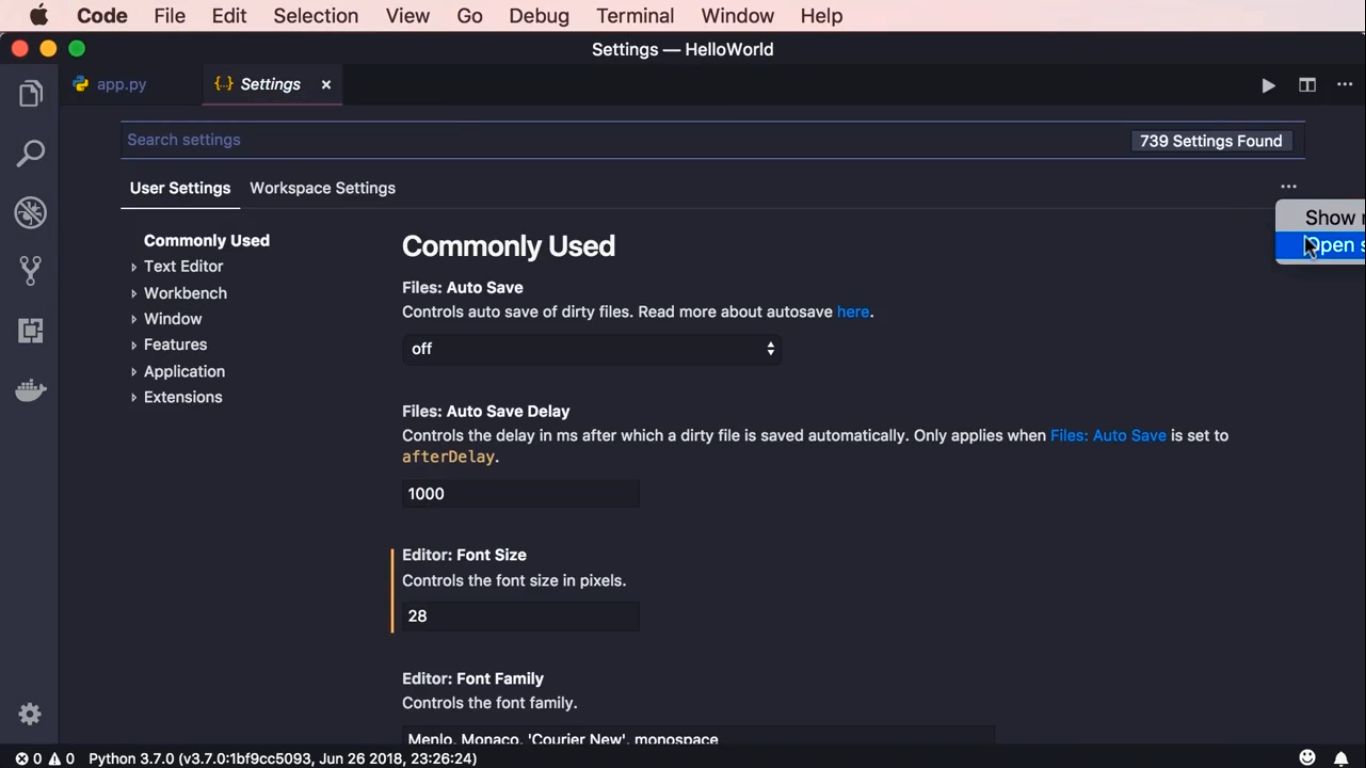 Code File Edit Selection View Go Debug Terminal Window Help
Settings — HelloWorld
app.py
{..} Settings ×
Search settings
739 Settings Found
User Settings Workspace Settings
Show
Open
Commonly Used
Text Editor
Workbench
Window
Features
Application
Extensions
Commonly Used
Files: Auto Save
Controls auto save of dirty files. Read more about autosave here.
off
Files: Auto Save Delay
Controls the delay in ms after which a dirty file is saved automatically. Only applies when Files: Auto Save is set to
afterDelay.
1000
Editor: Font Size
Controls the font size in pixels.
28
Editor: Font Family
Controls the font family.
Menlo, Monaco, 'Courier New', monospace
0 0 Python 3.7.0 (v3.7.0:1bf9cc5093, Jun 26 2018, 23:26:24)